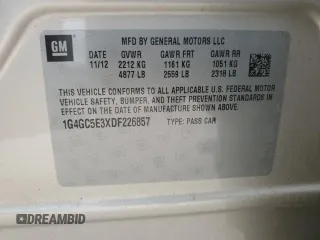 GM
MFD BY GENERAL MOTORS LLC
DATE GVWR GAWR FRT GAWR RR
11/12 2212 KG 1161 KG 1051 KG
4877 LB 2559 LB 2318 LB
THIS VEHICLE CONFORMS TO ALL APPLICABLE U.S. FEDERAL MOTOR
VEHICLE SAFETY, BUMPER, AND THEFT PREVENTION STANDARDS IN
EFFECT ON THE DATE OF MANUFACTURE SHOWN ABOVE.
1G4GC5E3XDF226857 TYPE: PASS CAR
DREAMBID